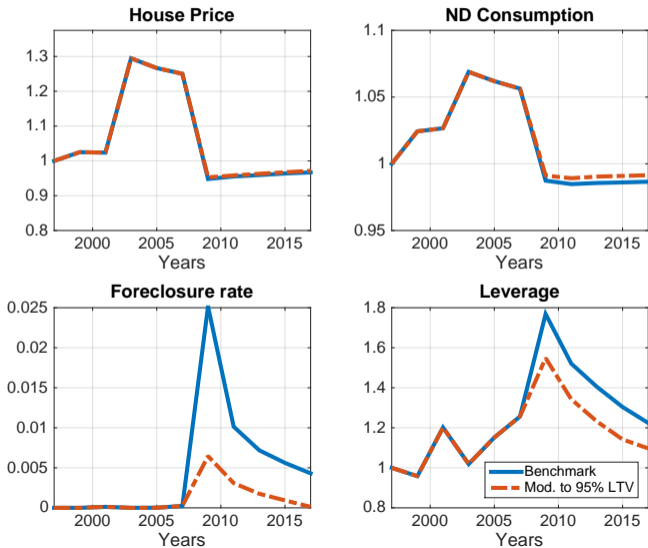 House Price
1.3
1.2
1.1
1
0.9
0.8
2000 2005 2010 2015
Years
ND Consumption
1.1
1.05
1
0.95
2000 2005 2010 2015
Years
Foreclosure rate
0.025
0.02
0.015
0.01
0.005
0
2000 2005 2010 2015
Years
Leverage
1.8
1.6
1.4
1.2
1
0.8
Benchmark
Mod. to 95% LTV
2000 2005 2010 2015
Years